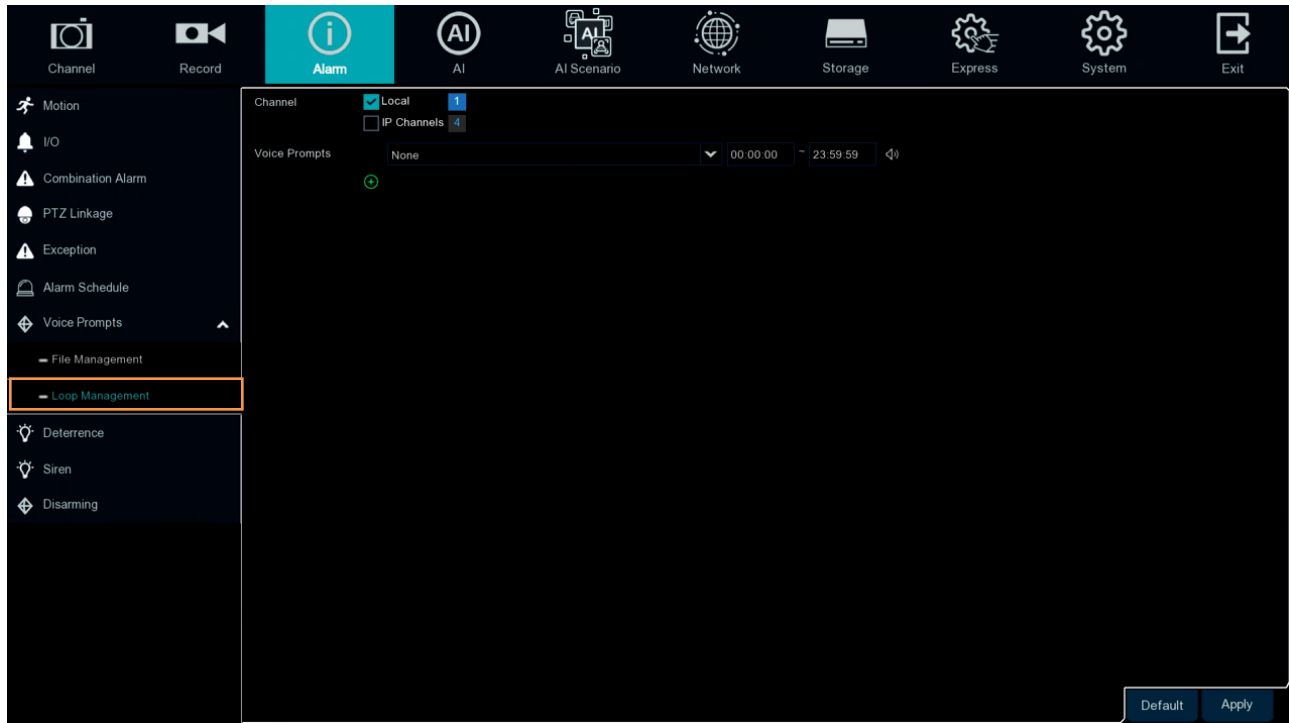 Channel
Record
Alarm
AI
AI
AI
AI Scenario
Network
Storage
Express
System
Exit
Motion
I/O
Combination Alarm
PTZ Linkage
Exception
Alarm Schedule
Voice Prompts
File Management
Loop Management
Deterrence
Siren
Disarming
Channel Local 1
IP Channels 4
Voice Prompts None 00:00:00 ~ 23:59:59
Default Apply